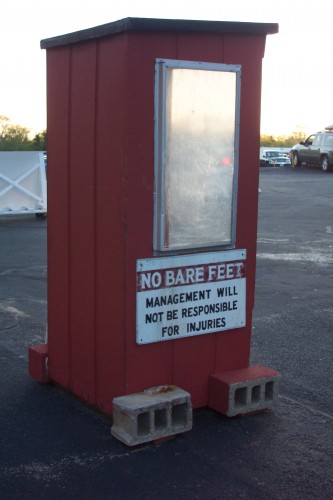 NO BARE FEET
MANAGEMENT WILL
NOT BE RESPONSIBLE
FOR INJURIES